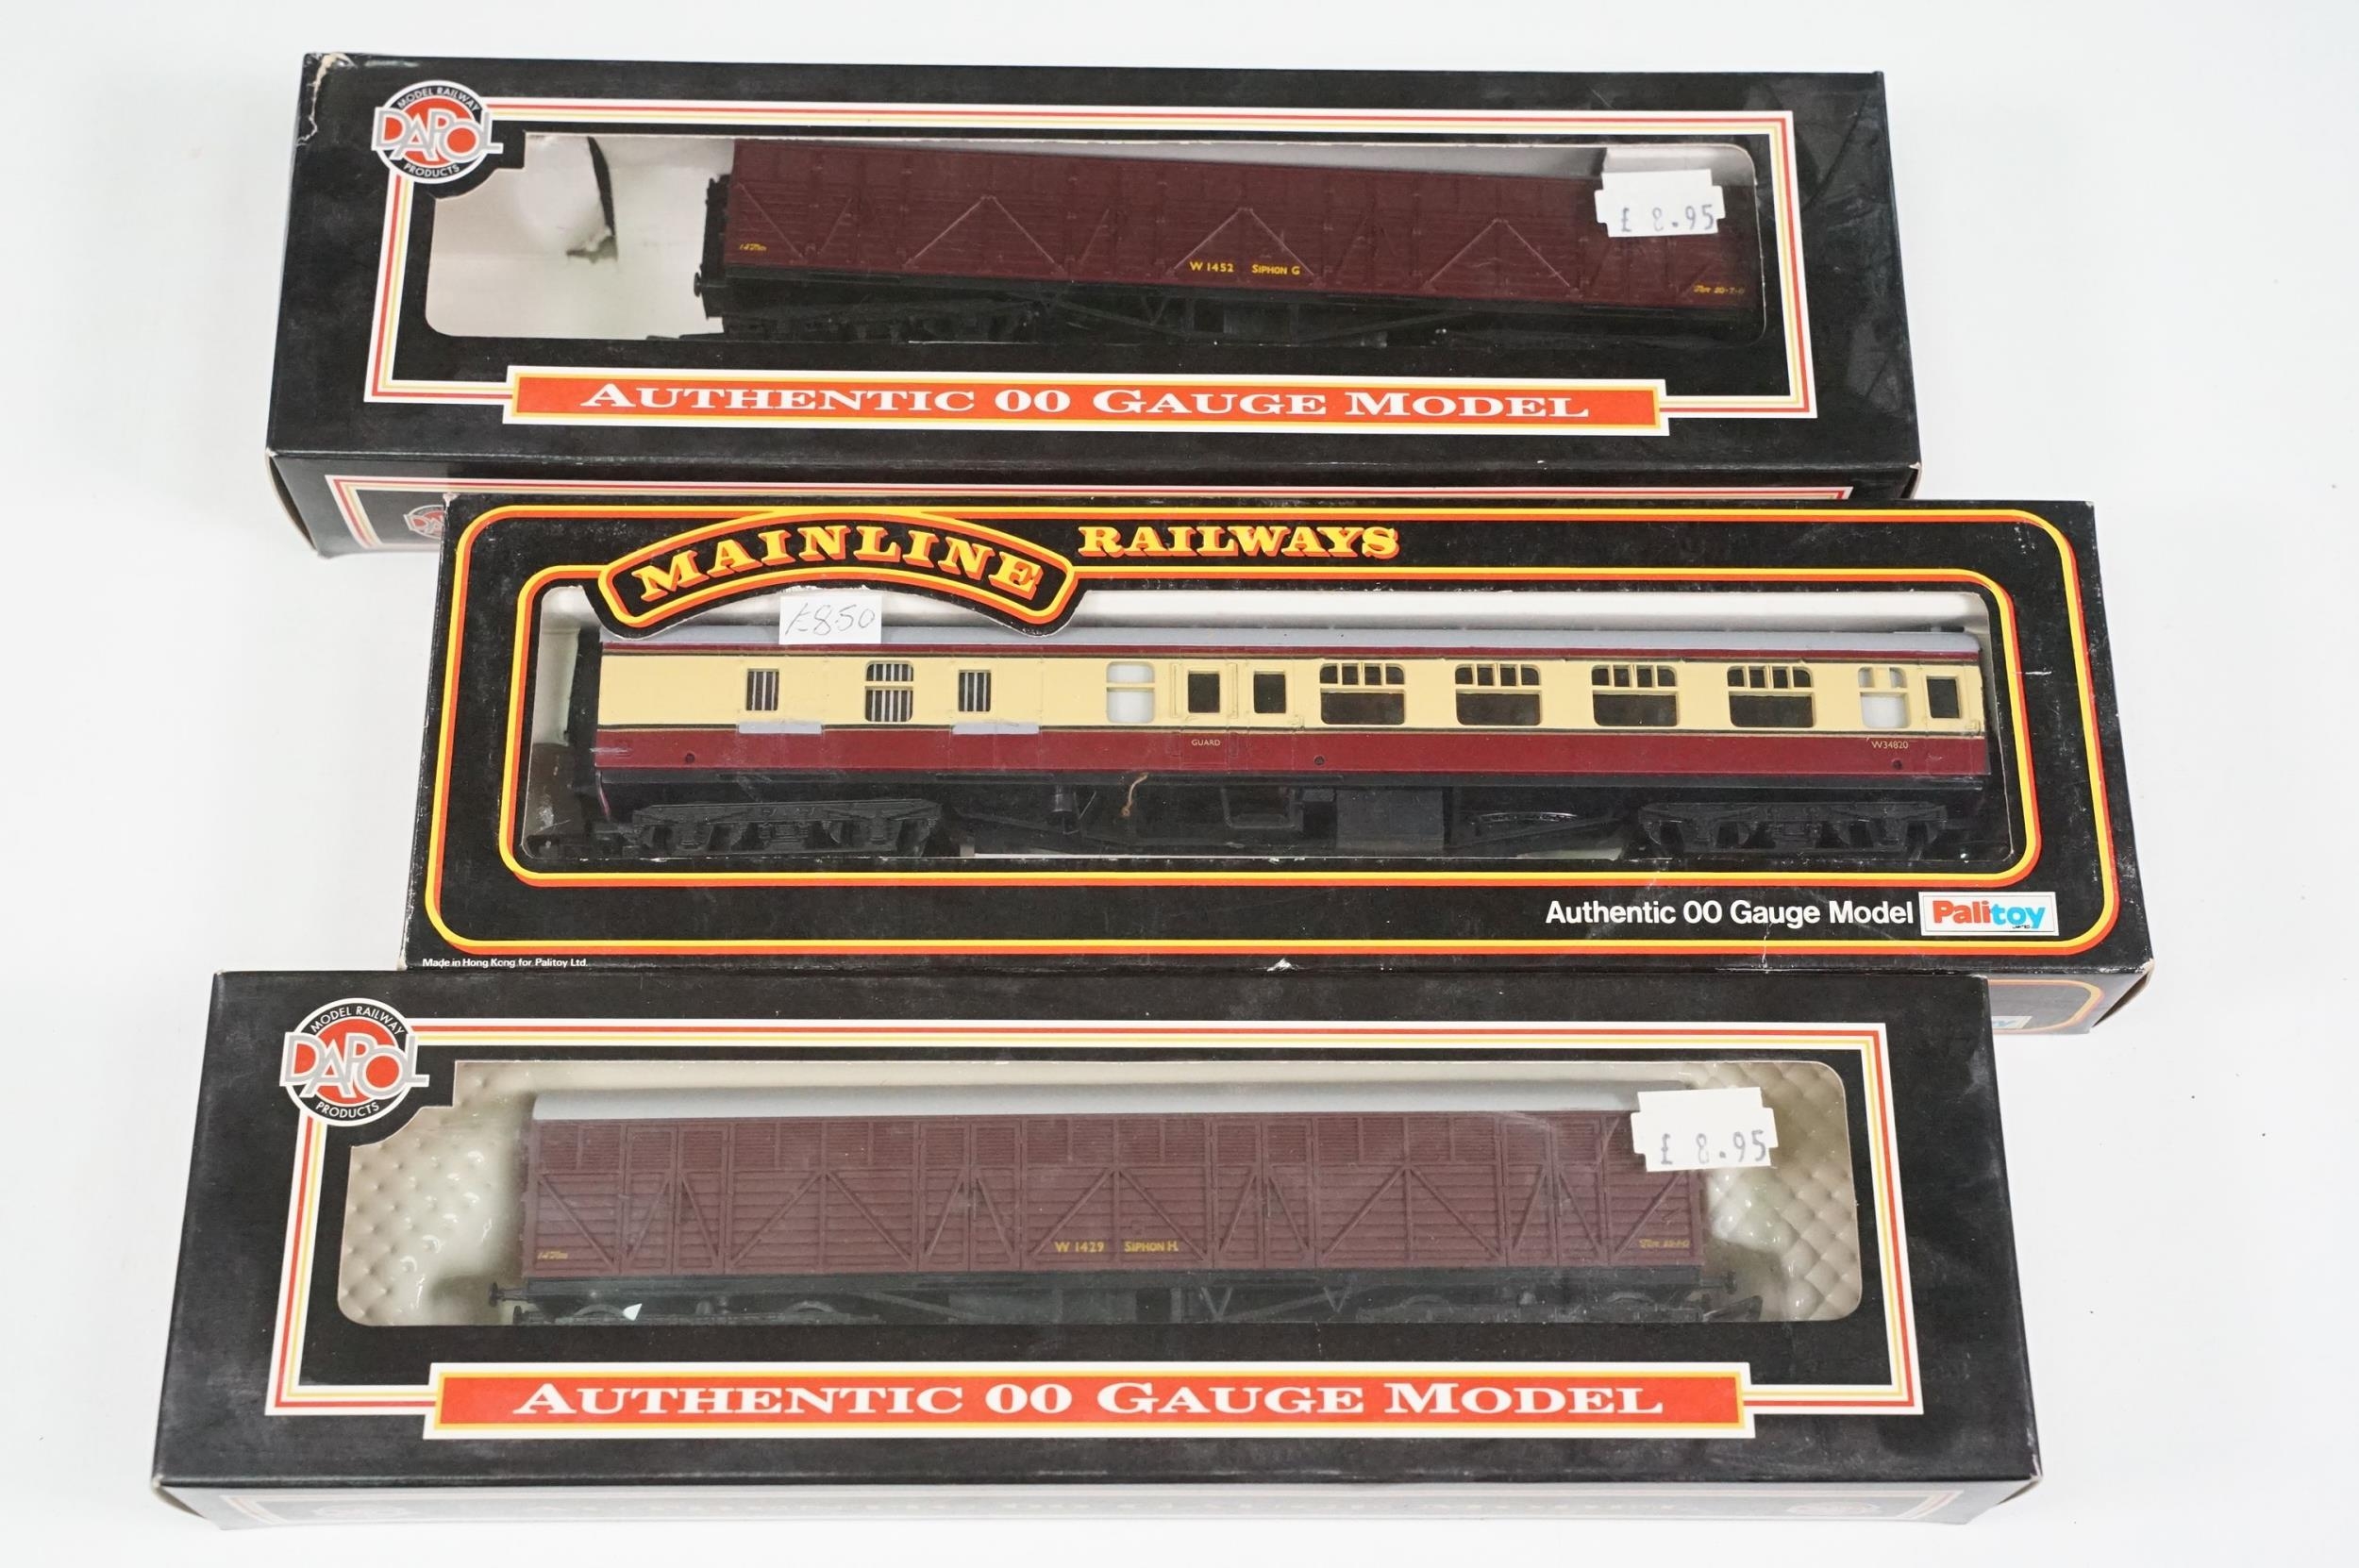 MODEL RAILWAY
DAPOL
PRODUCTS
£ 8.95
W 1452 SIPHON G
AUTHENTIC 00 GAUGE MODEL
MAINLINE RAILWAYS
£8.50
GUARD
W34820
Authentic 00 Gauge Model Palitoy
Made in Hong Kong for Palitoy Ltd.
MODEL RAILWAY
DAPOL
PRODUCTS
£ 8.95
W 1429 SIPHON H.
AUTHENTIC 00 GAUGE MODEL